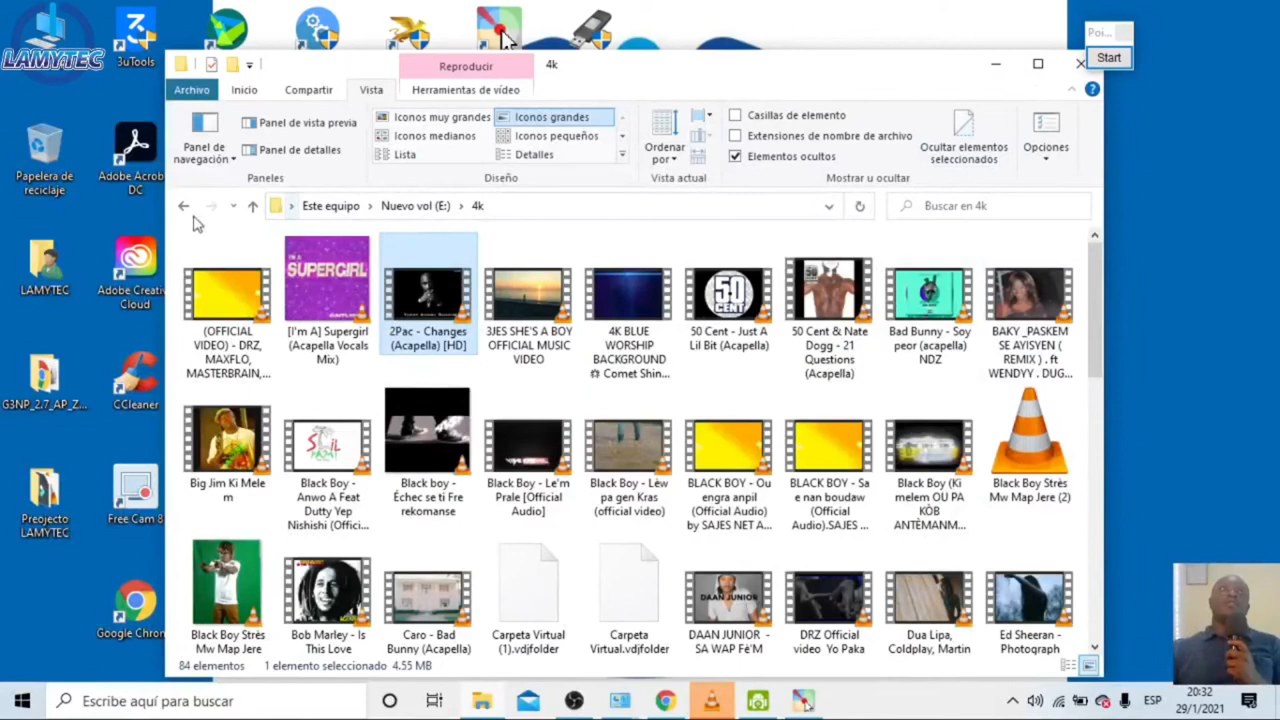 LAMYTEC
3uTools
Papelera de
reciclaje
Adobe Acrob
DC
LAMYTEC
Adobe Creati
Cloud
G3NP_2.7_AP_Z...
CCleaner
Preojecto
LAMYTEC
Free Cam 8
Google Chron
Poi...
Start
Reproducir
4k
Archivo
Inicio
Compartir
Vista
Herramientas de vídeo
Panel de
navegación
Panel de vista previa
Panel de detalles
Paneles
Iconos muy grandes
Iconos grandes
Iconos medianos
Iconos pequeños
Lista
Detalles
Diseño
Ordenar
por
Vista actual
Casillas de elemento
Extensiones de nombre de archivo
Elementos ocultos
Ocultar elementos
seleccionados
Mostrar u ocultar
Opciones
Este equipo > Nuevo vol (E:) > 4k
Buscar en 4k
I'M A
SUPERGIRL
50
CENT
50
(OFFICIAL
VIDEO) - DRZ,
MAXFLO,
MASTERBRAIN,...
[I'm A] Supergirl
(Acapella Vocals
Mix)
2Pac - Changes
(Acapella) [HD]
3JES SHE'S A BOY
OFFICIAL MUSIC
VIDEO
4K BLUE
WORSHIP
BACKGROUND
Comet Shin...
50 Cent - Just A
Lil Bit (Acapella)
50 Cent & Nate
Dogg - 21
Questions
(Acapella)
Bad Bunny - Soy
peor (acapella)
NDZ
BAKY _PASKEM
SE AYISYEN (
REMIX ) . ft
WENDYY . DUG...
Big Jim Ki Mele
m
Black Boy -
Anwo A Feat
Dutty Yep
Nishishi (Offici...
Black boy -
Échec se ti Fre
rekomanse
Black Boy - Le'm
Prale [Official
Audio]
Black Boy - Lèw
pa gen Kras
(official video)
BLACK BOY - Ou
engra anpil
(Official Audio)
by SAJES NET A...
BLACK BOY - Sa
e nan boudaw
(Official
Audio).SAJES ...
Black Boy (Ki
melem OU PA
KÒB
ANTÈMANM...
Black Boy Strès
Mw Map Jere (2)
DAAN JUNIOR
Black Boy Strès
Mw Map Jere
Bob Marley - Is
This Love
Caro - Bad
Bunny (Acapella)
Carpeta Virtual
(1).vdjfolder
Carpeta
Virtual.vdjfolder
DAAN JUNIOR -
SA WAP Fè'M
DRZ Official
video Yo Paka
Dua Lipa,
Coldplay, Martin
Ed Sheeran -
Photograph
84 elementos
1 elemento seleccionado 4.55 MB
Escribe aquí para buscar
ESP
20:32
29/1/2021